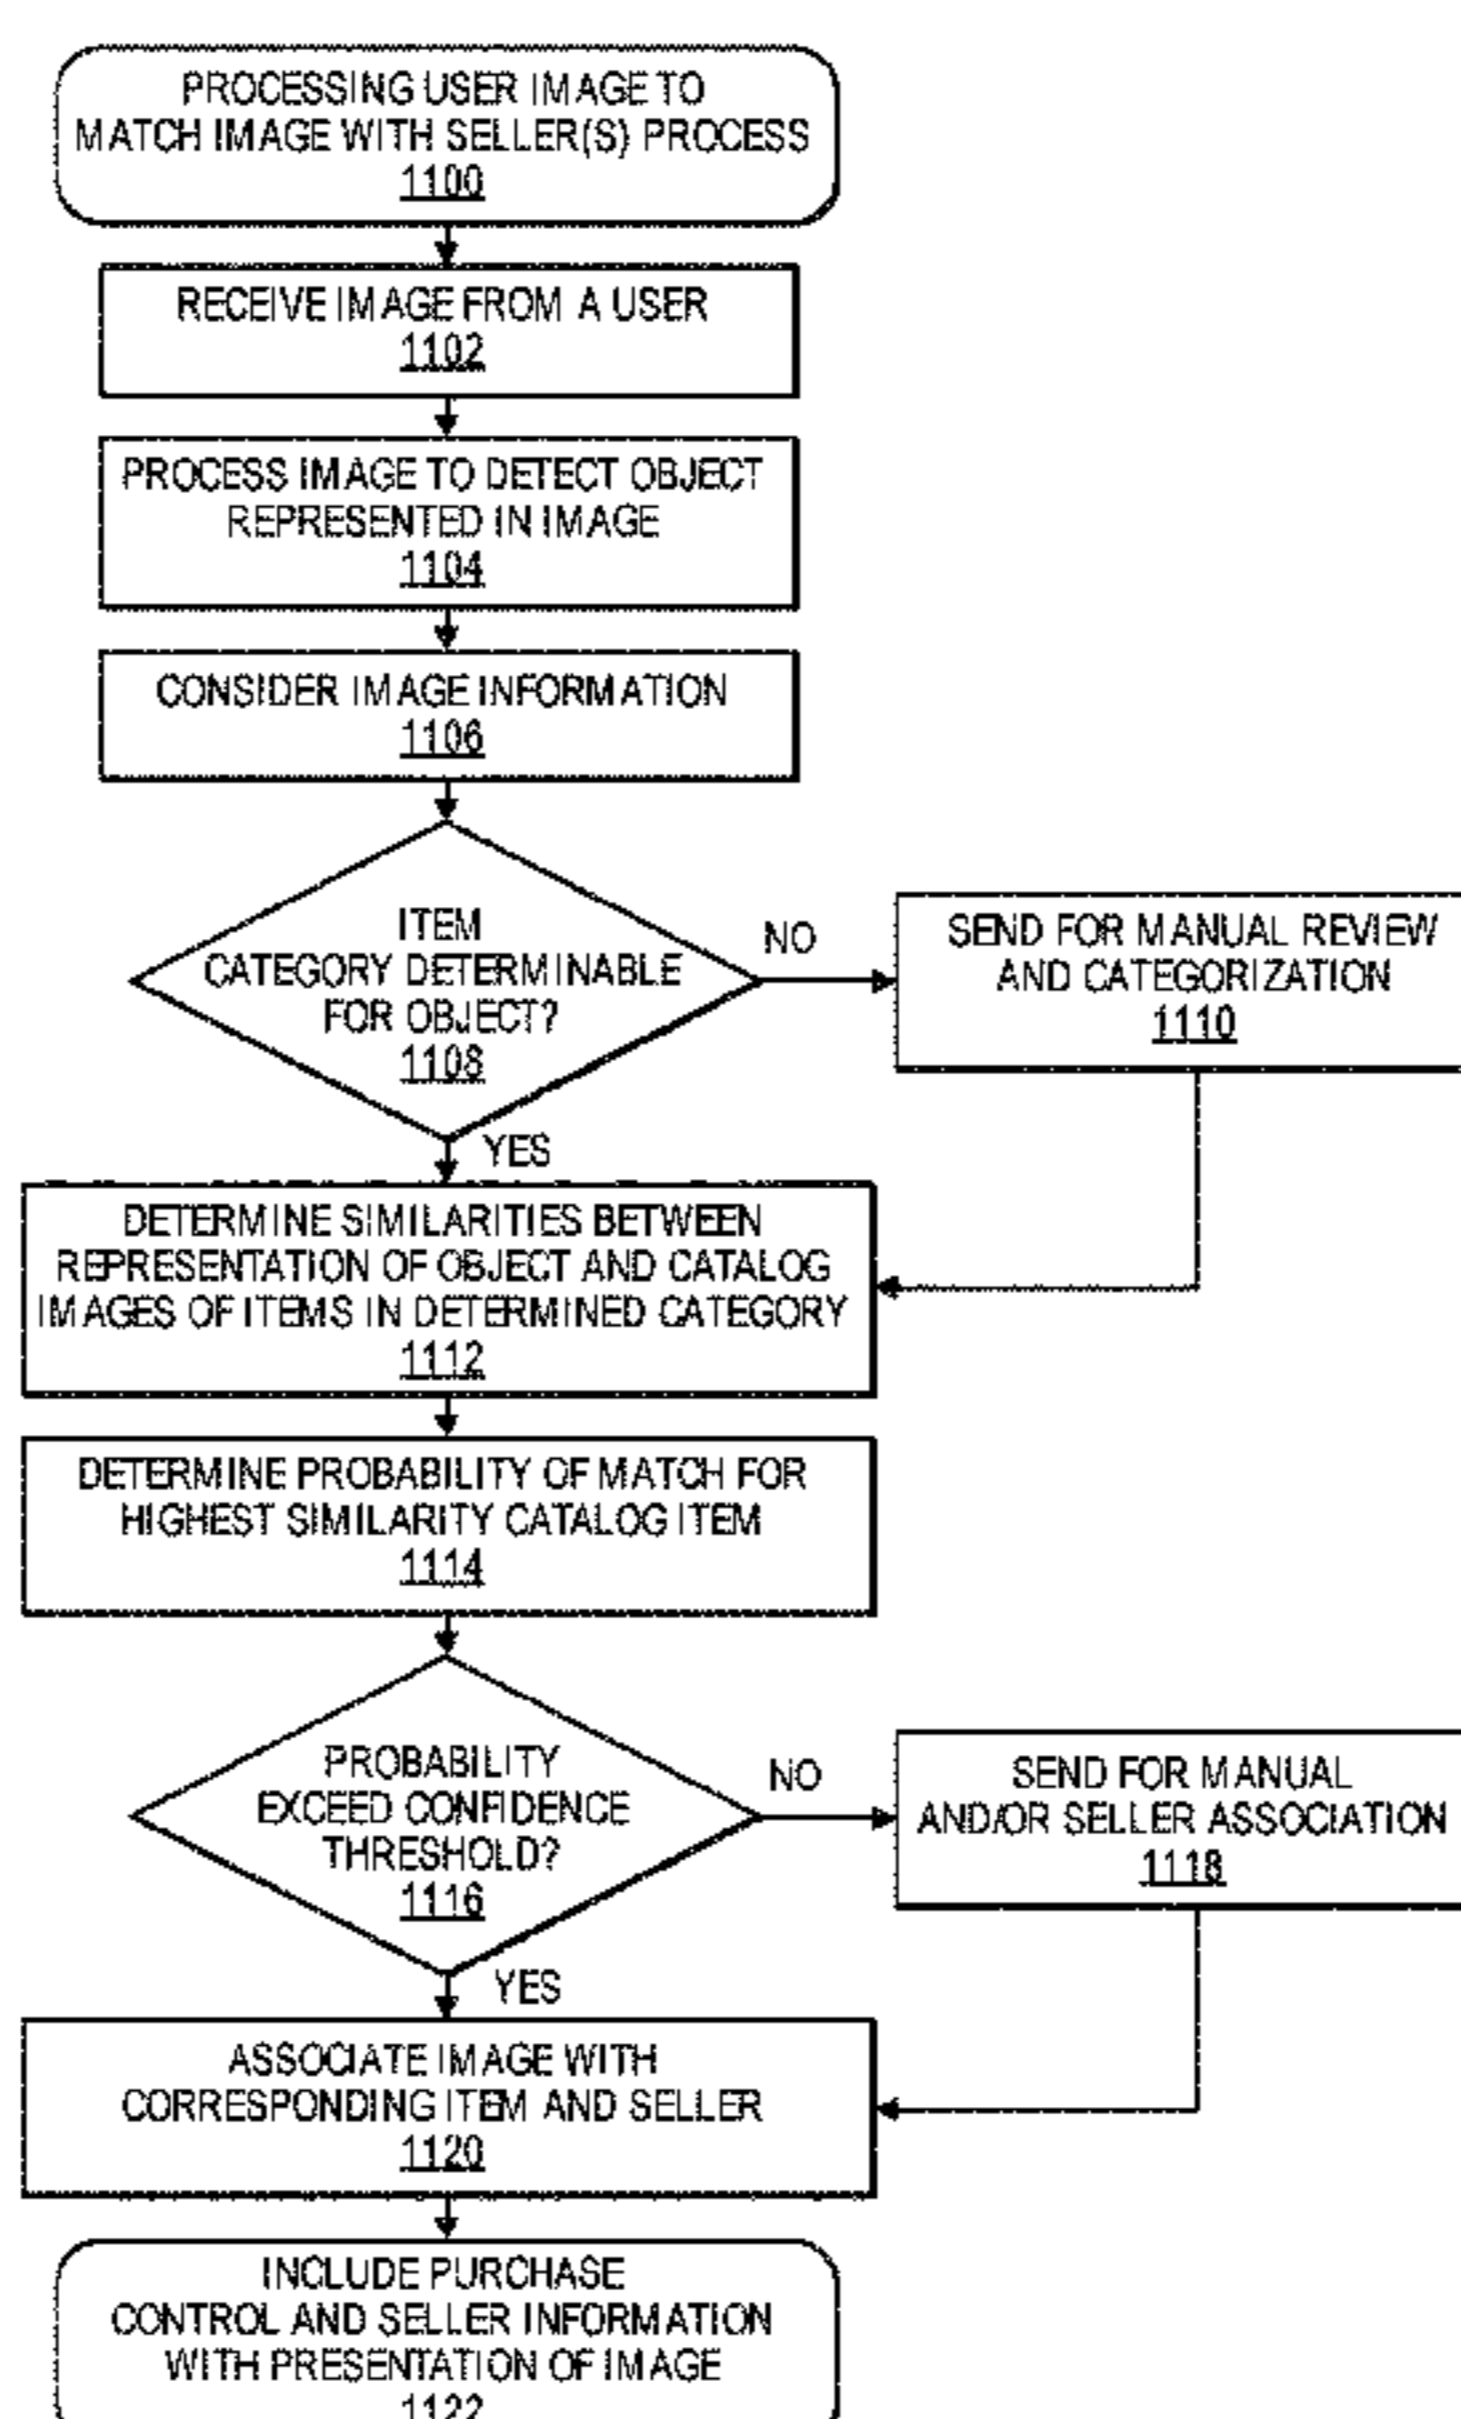 PROCESSING USER IMAGE TO
MATCH IMAGE WITH SELLER(S) PROCESS
1100
RECEIVE IMAGE FROM A USER
1102
PROCESS IMAGE TO DETECT OBJECT
REPRESENTED IN IMAGE
1104
CONSIDER IMAGE INFORMATION
1106
ITEM
CATEGORY DETERMINABLE
FOR OBJECT?
1108
NO
SEND FOR MANUAL REVIEW
AND CATEGORIZATION
1110
YES
DETERMINE SIMILARITIES BETWEEN
REPRESENTATION OF OBJECT AND CATALOG
IMAGES OF ITEMS IN DETERMINED CATEGORY
1112
DETERMINE PROBABILITY OF MATCH FOR
HIGHEST SIMILARITY CATALOG ITEM
1114
PROBABILITY
EXCEED CONFIDENCE
THRESHOLD?
1116
NO
SEND FOR MANUAL
AND/OR SELLER ASSOCIATION
1118
YES
ASSOCIATE IMAGE WITH
CORRESPONDING ITEM AND SELLER
1120
INCLUDE PURCHASE
CONTROL AND SELLER INFORMATION
WITH PRESENTATION OF IMAGE
1122